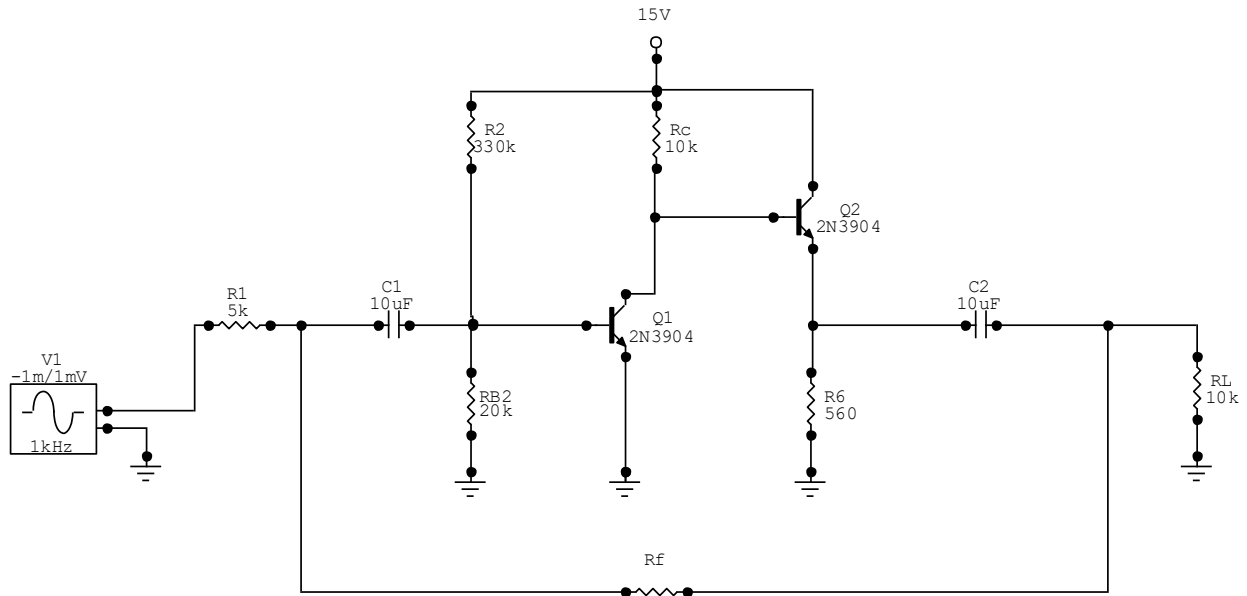 15V
R2
330k
Rc
10k
Q2
2N3904
R1
5k
C1
10uF
Q1
2N3904
C2
10uF
V1
-1m/1mV
1kHz
RB2
20k
R6
560
RL
10k
Rf